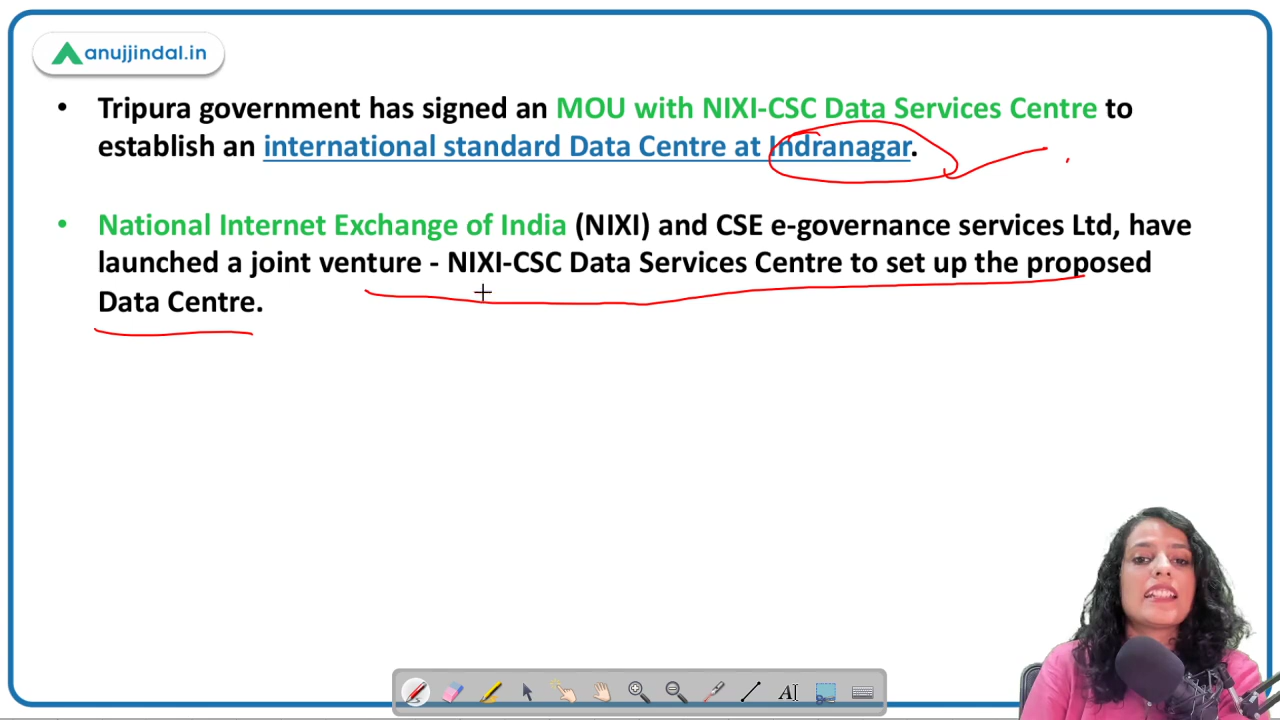 anujjindal.in
• Tripura government has signed an MOU with NIXI-CSC Data Services Centre to
establish an international standard Data Centre at Indranagar.
• National Internet Exchange of India (NIXI) and CSE e-governance services Ltd, have
launched a joint venture - NIXI-CSC Data Services Centre to set up the proposed
Data Centre.